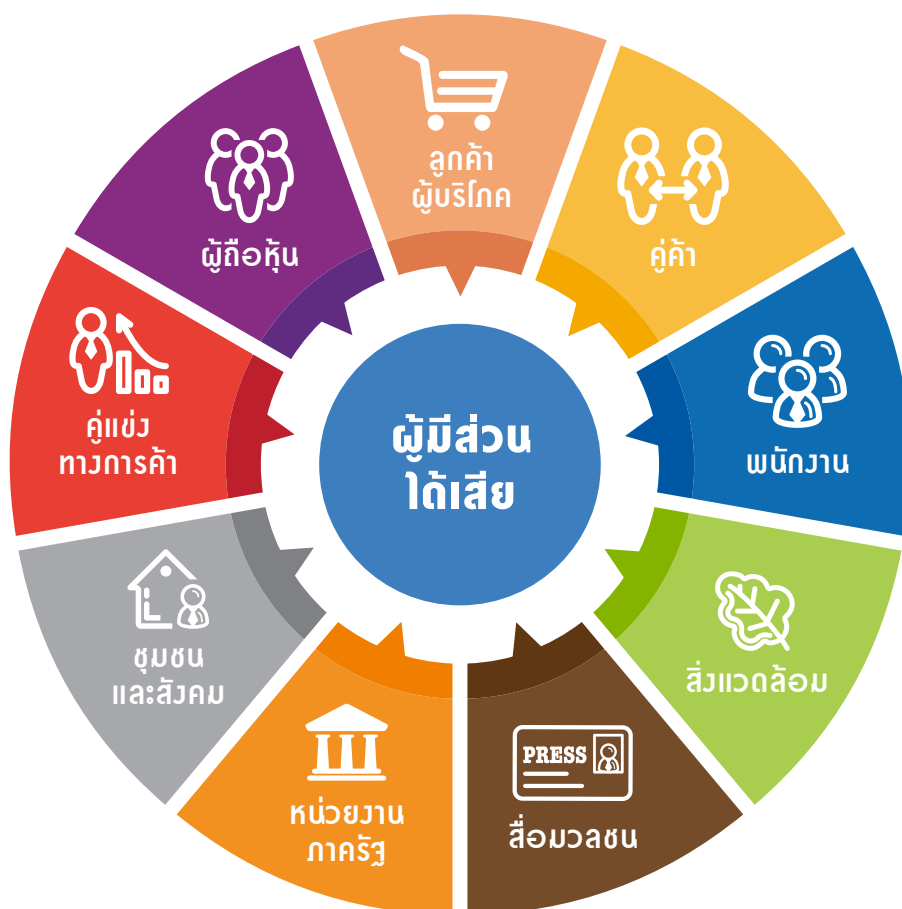 ลูกค้า
ผู้บริโภค
คู่ค้า
พนักงาน
สิ่งแวดล้อม
PRESS
สื่อมวลชน
หน่วยงาน
ภาครัฐ
ชุมชน
และสังคม
คู่แข่ง
ทางการค้า
ผู้ถือหุ้น
ผู้มีส่วน
ได้เสีย